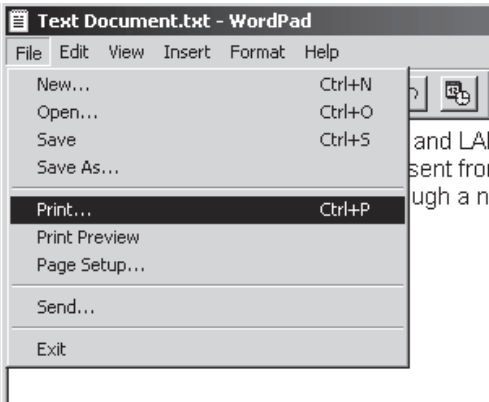 Text Document.txt - WordPad
File Edit View Insert Format Help
New... Ctrl+N
Open... Ctrl+O
Save Ctrl+S
Save As...
and
Print... Ctrl+P
a
Print Preview
Page Setup...
Send...
Exit